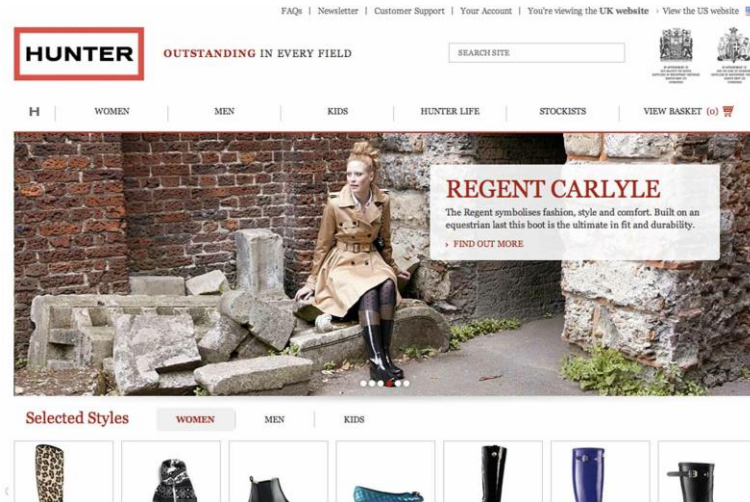 FAQs | Newsletter | Customer Support | Your Account | You're viewing the UK website › View the US website
HUNTER
OUTSTANDING IN EVERY FIELD
SEARCH SITE
H
WOMEN
MEN
KIDS
HUNTER LIFE
STOCKISTS
VIEW BASKET (0)
REGENT CARLYLE
The Regent symbolises fashion, style and comfort. Built on an
equestrian last this boot is the ultimate in fit and durability.
› FIND OUT MORE
Selected Styles
WOMEN
MEN
KIDS